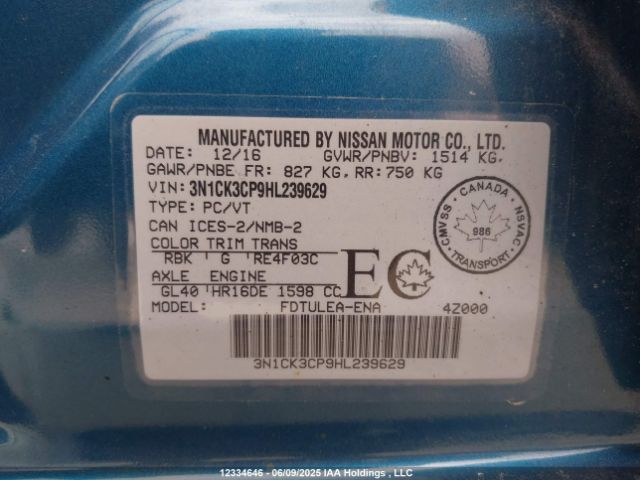 MANUFACTURED BY NISSAN MOTOR CO., LTD.
DATE: 12/16 GVWR/PNBV: 1514 KG.
GAWR/PNBE FR: 827 KG, RR: 750 KG
VIN: 3N1CK3CP9HL239629
TYPE: PC/VT
CAN ICES-2/NMB-2
COLOR TRIM TRANS
RBK G RE4F03C
AXLE ENGINE
GL40 HR16DE 1598 CC
MODEL: FDTULEA-ENA 4Z000
EC
CANADA
CMVSS NSVAC
986
TRANSPORT
3N1CK3CP9HL239629
12334646 - 06/09/2025 IAA Holdings , LLC